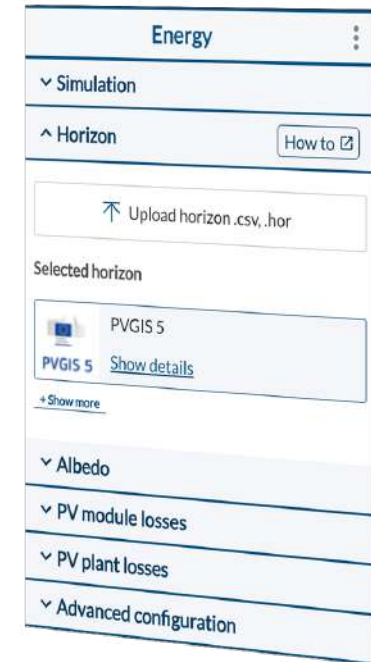 Energy
Simulation
Horizon
How to
Upload horizon .csv, .hor
Selected horizon
PVGIS 5
PVGIS 5
Show details
+ Show more
Albedo
PV module losses
PV plant losses
Advanced configuration